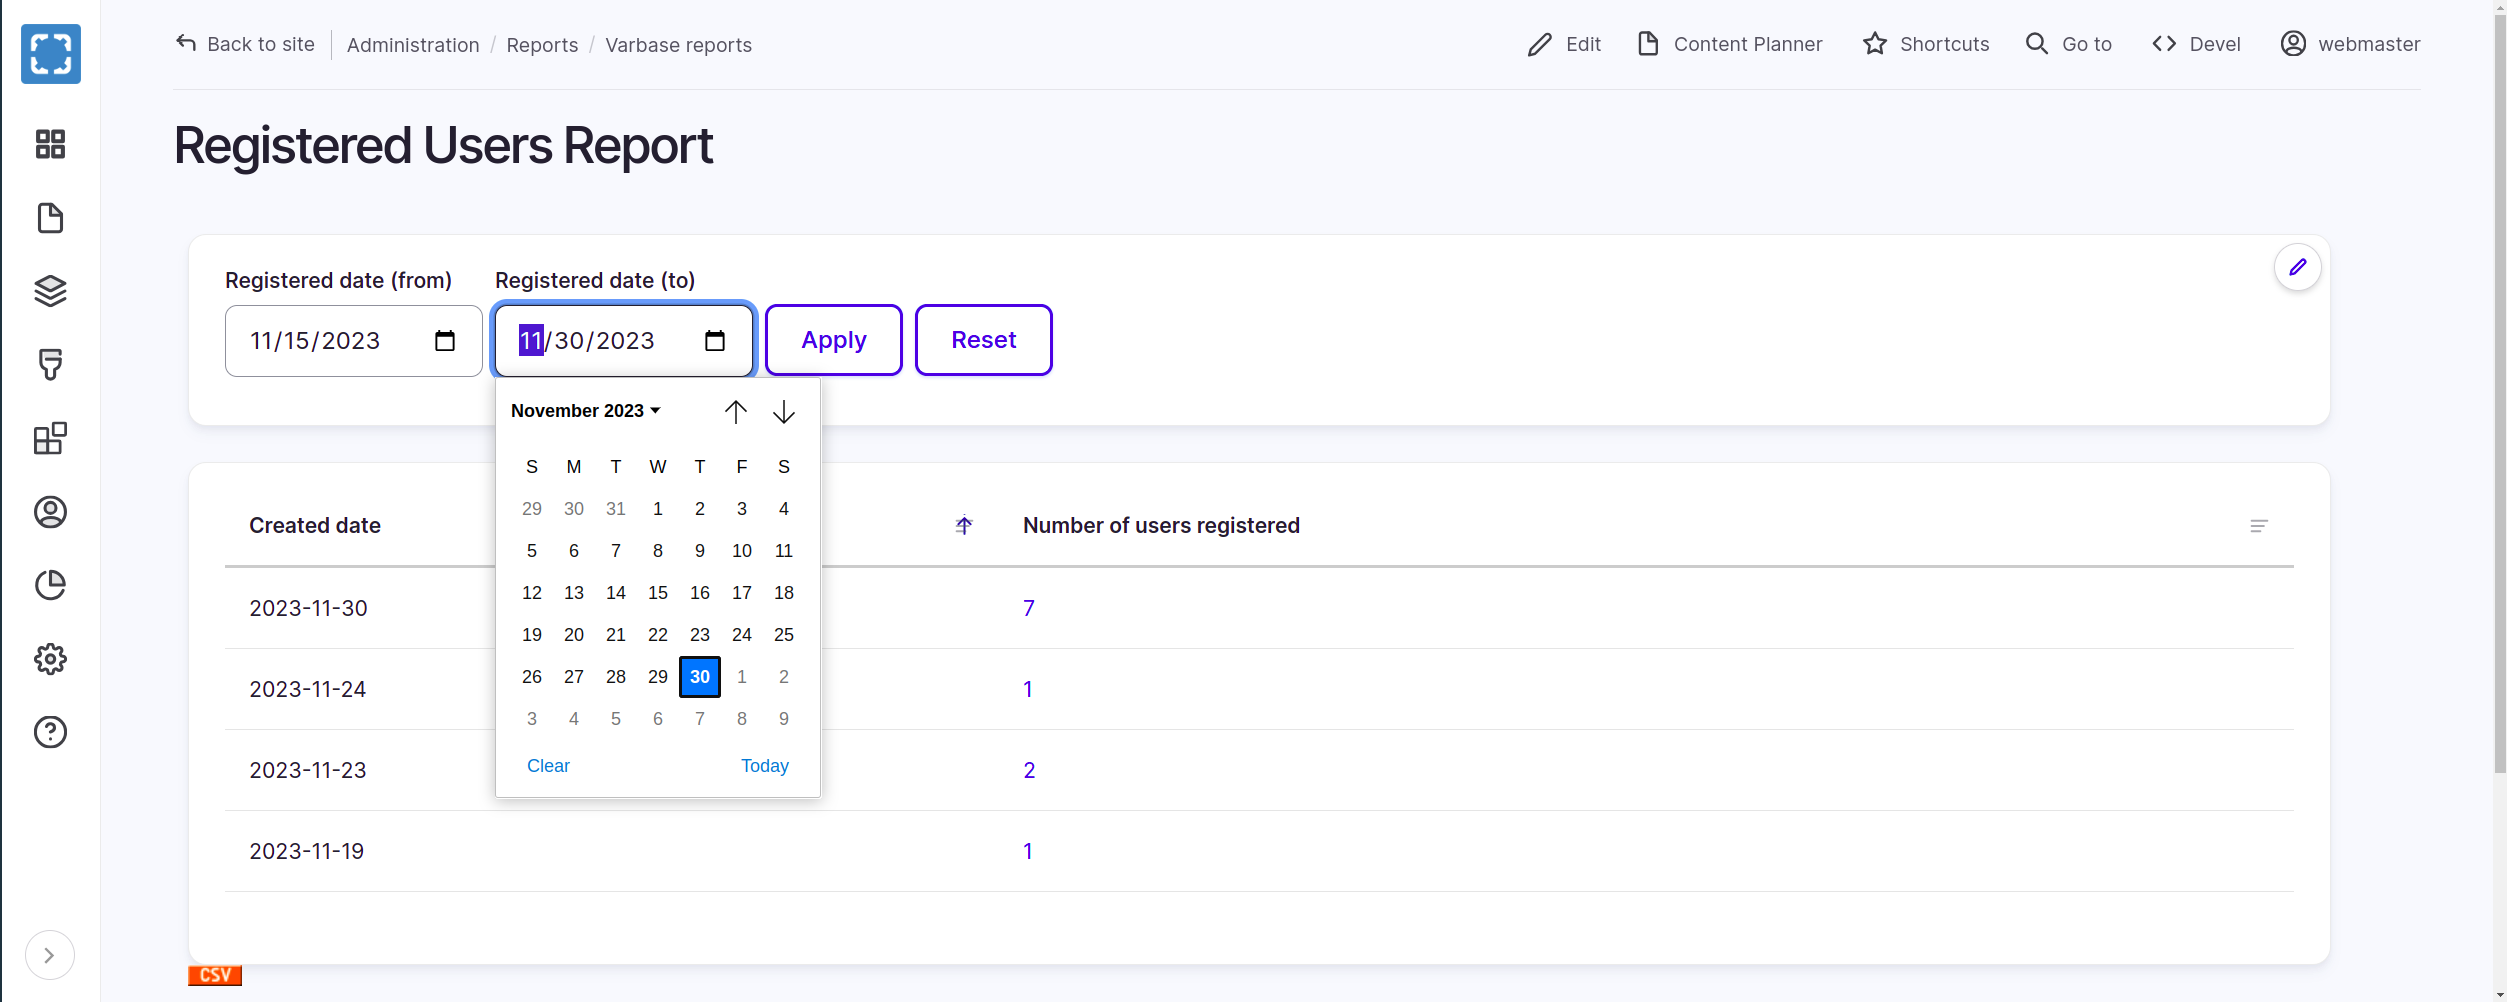 Back to site Administration / Reports / Varbase reports Edit Content Planner Shortcuts Go to Devel webmaster
Registered Users Report
Registered date (from) Registered date (to)
11/15/2023 11/30/2023 Apply Reset
November 2023
S M T W T F S
29 30 31 1 2 3 4
5 6 7 8 9 10 11
12 13 14 15 16 17 18
19 20 21 22 23 24 25
26 27 28 29 30 1 2
3 4 5 6 7 8 9
Clear Today
Created date Number of users registered
2023-11-30 7
2023-11-24 1
2023-11-23 2
2023-11-19 1
CSV